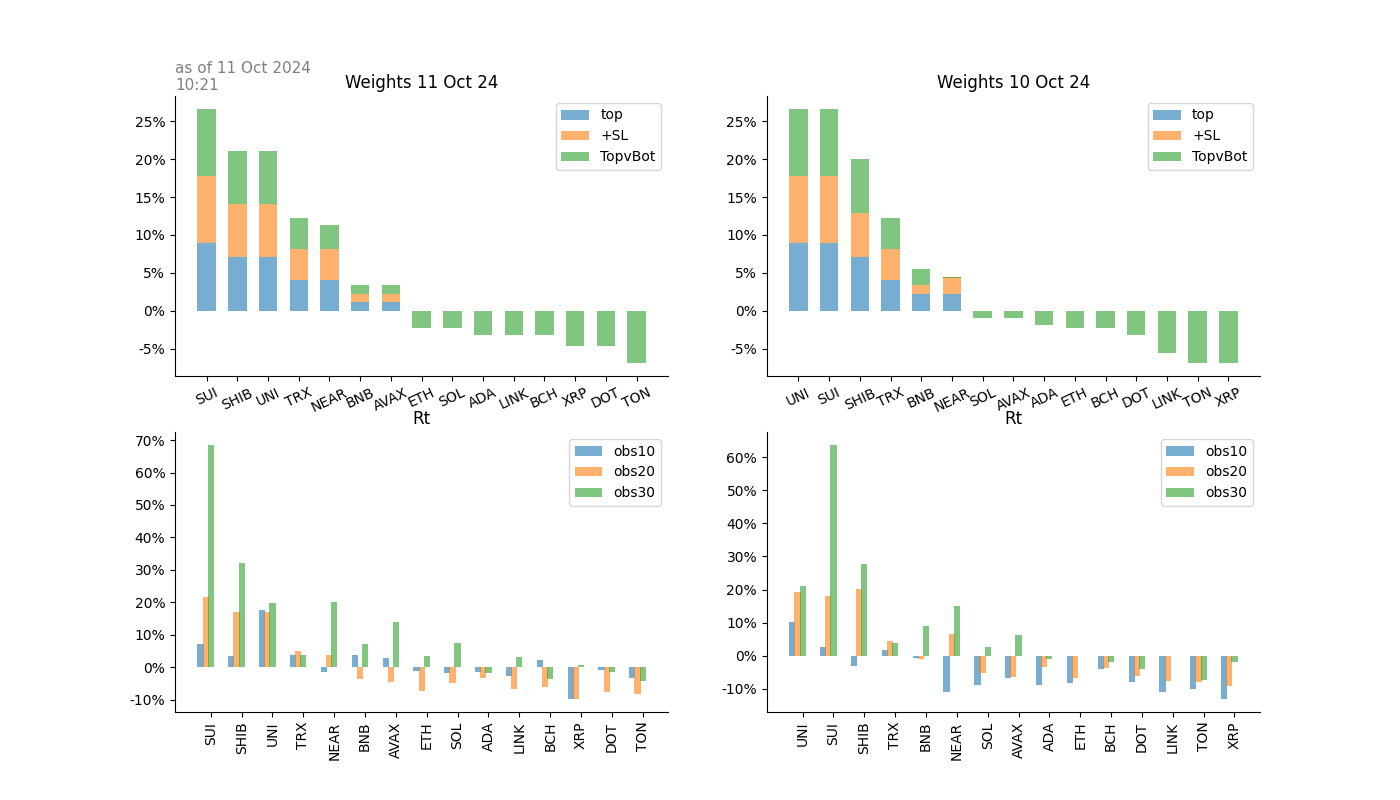 as of 11 Oct 2024
10:21
Weights 11 Oct 24
25%
20%
15%
10%
5%
0%
-5%
top
+SL
TopvBot
SUI SHIB UNI TRX NEAR BNB AVAX ETH SOL ADA LINK BCH XRP DOT TON
Weights 10 Oct 24
25%
20%
15%
10%
5%
0%
-5%
top
+SL
TopvBot
UNI SUI SHIB TRX BNB NEAR SOL AVAX ADA ETH BCH DOT LINK TON XRP
Rt
70%
60%
50%
40%
30%
20%
10%
0%
-10%
obs10
obs20
obs30
SUI SHIB UNI TRX NEAR BNB AVAX ETH SOL ADA LINK BCH XRP DOT TON
Rt
60%
50%
40%
30%
20%
10%
0%
-10%
obs10
obs20
obs30
UNI SUI SHIB TRX BNB NEAR SOL AVAX ADA ETH BCH DOT LINK TON XRP